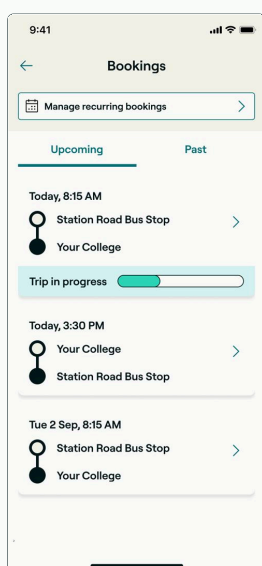 9:41
Bookings
Manage recurring bookings
Upcoming Past
Today, 8:15 AM
Station Road Bus Stop
Your College
Trip in progress
Today, 3:30 PM
Your College
Station Road Bus Stop
Tue 2 Sep, 8:15 AM
Station Road Bus Stop
Your College